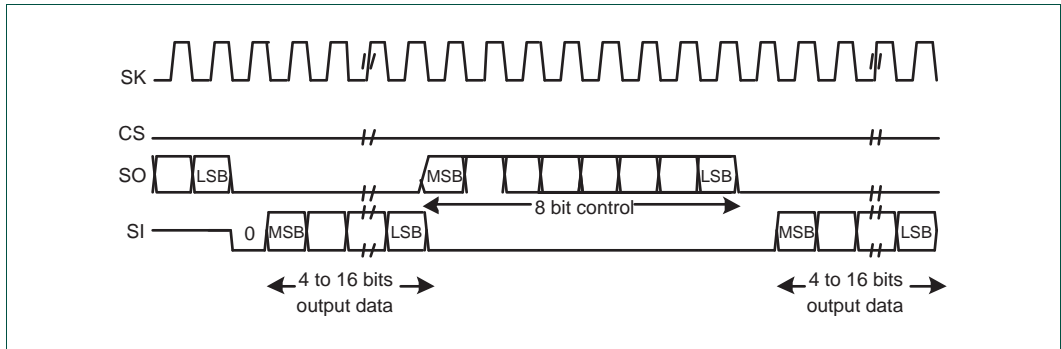 SK
CS
SO
LSB
MSB
LSB
8 bit control
SI
0
MSB
LSB
MSB
LSB
4 to 16 bits
output data
4 to 16 bits
output data